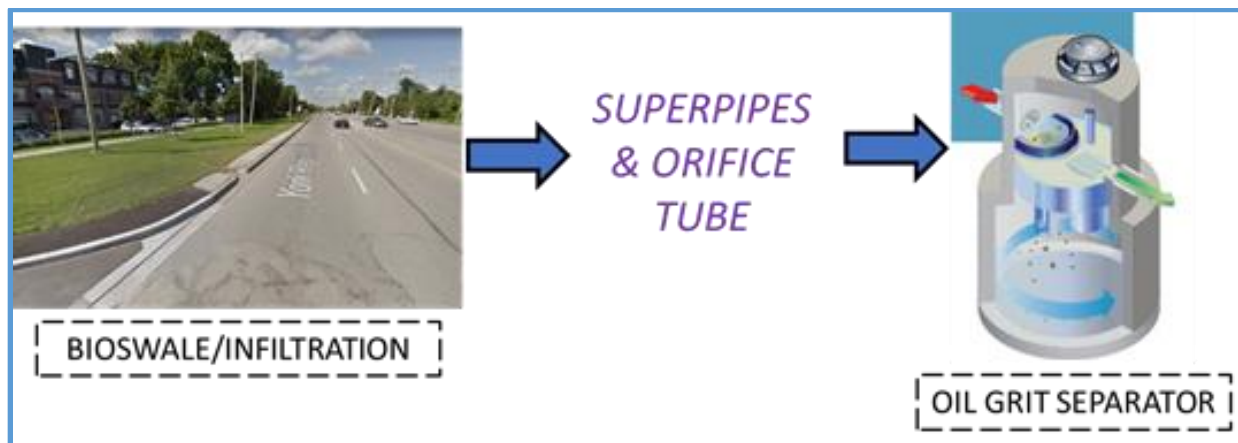 SUPERPIPES
& ORIFICE
TUBE
BIOSWALE/INFILTRATION
OIL GRIT SEPARATOR